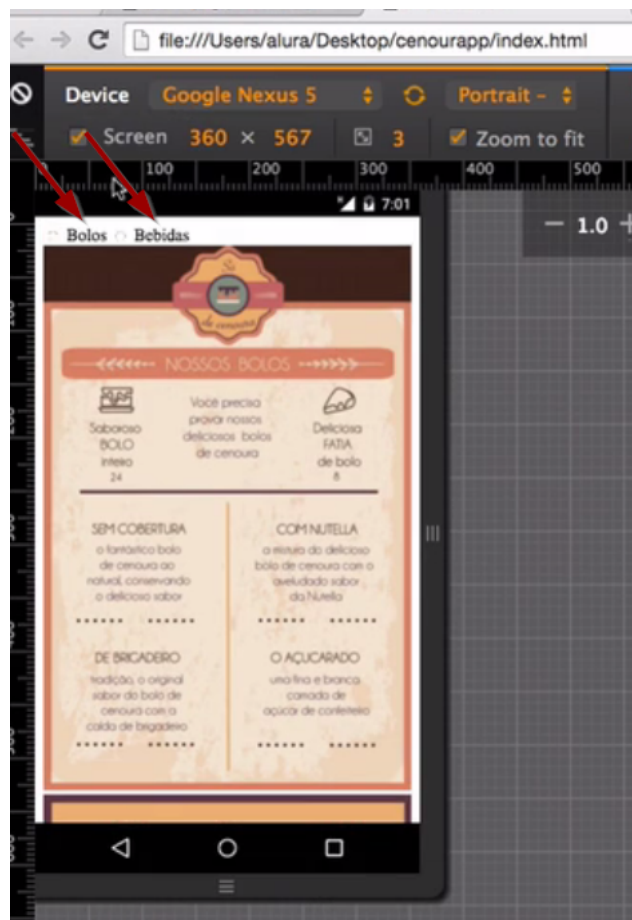 file:///Users/alura/Desktop/cenourapp/index.html
Device Google Nexus 5 Portrait -
Screen 360 × 567 3 Zoom to fit
100 200 300 400 500
7:01
1.0
Bolos Bebidas
de cenoura
NOSSOS BOLOS
Saboroso
BOLO
inteiro
24
Você precisa
provar nossos
deliciosos bolos
de cenoura
Deliciosa
FATIA
de bolo
8
SEM COBERTURA
o fantástico bolo
de cenoura ao
natural, conservando
o delicioso sabor
COM NUTELLA
a mistura do delicioso
bolo de cenoura com o
aveludado sabor
da Nutella
DE BRIGADEIRO
tradição, o original
sabor do bolo de
cenoura com a
calda de brigadeiro
O AÇUCARADO
uma fina e branca
camada de
açúcar de confeiteiro